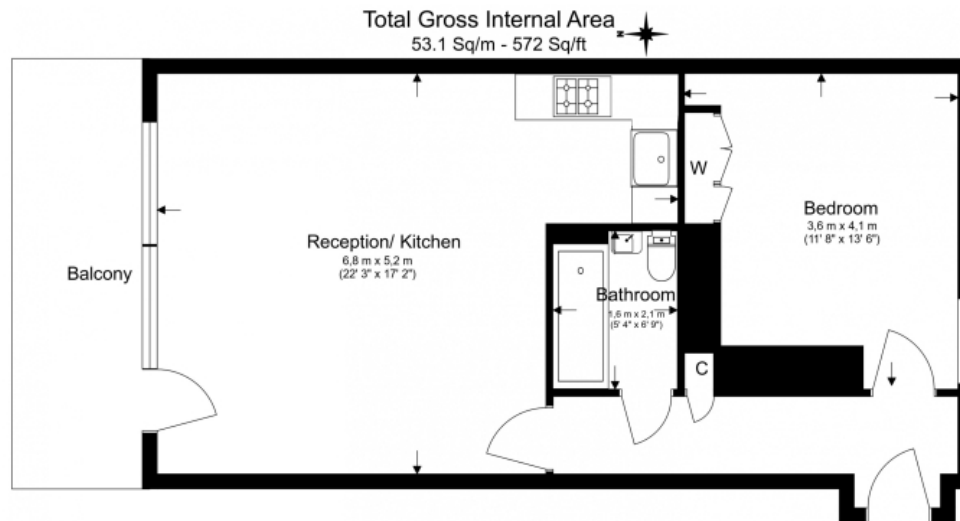 Total Gross Internal Area
53.1 Sq/m - 572 Sq/ft
N
W
Bedroom
3,6 m x 4,1 m
(11' 8" x 13' 6")
Reception/ Kitchen
6,8 m x 5,2 m
(22' 3" x 17' 2")
Balcony
Bathroom
1,6 m x 2,1 m
(5' 4" x 6' 9")
C